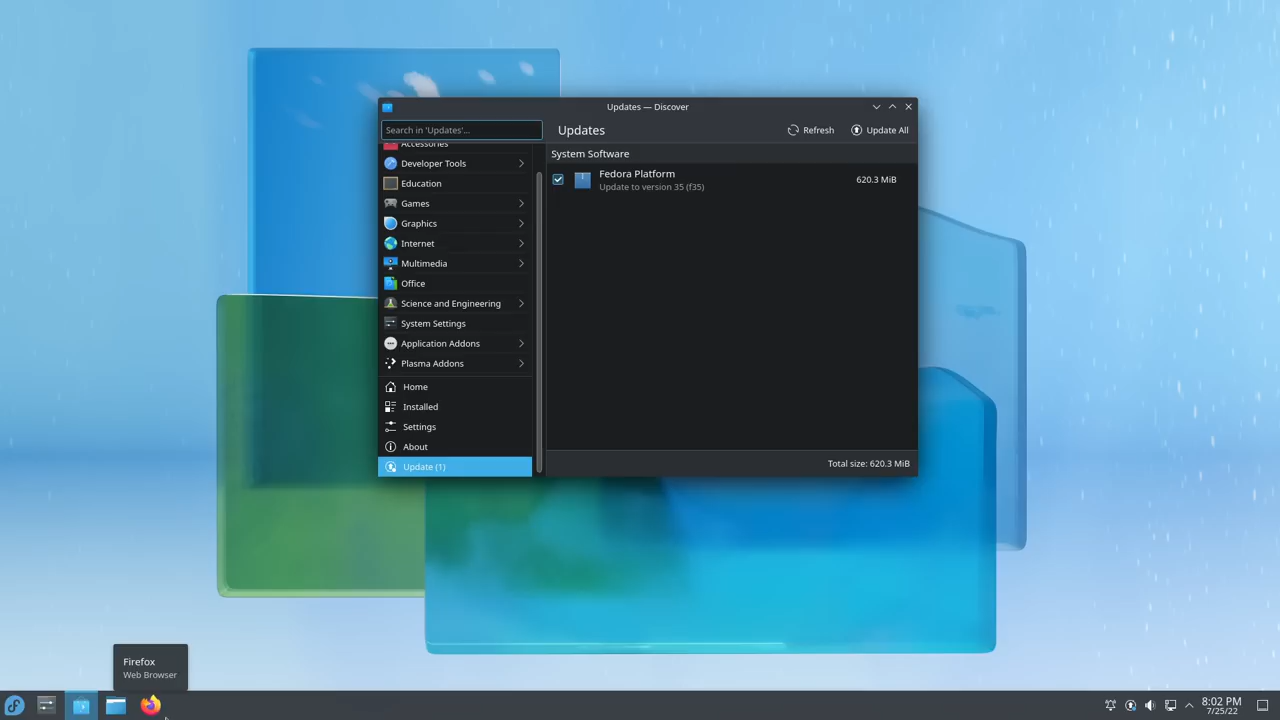 Updates — Discover
Search in 'Updates'...
Updates
Refresh
Update All
Accessories
Developer Tools
Education
Games
Graphics
Internet
Multimedia
Office
Science and Engineering
System Settings
Application Addons
Plasma Addons
Home
Installed
Settings
About
Update (1)
System Software
Fedora Platform
Update to version 35 (f35)
620.3 MiB
Total size: 620.3 MiB
Firefox
Web Browser
8:02 PM
7/25/22